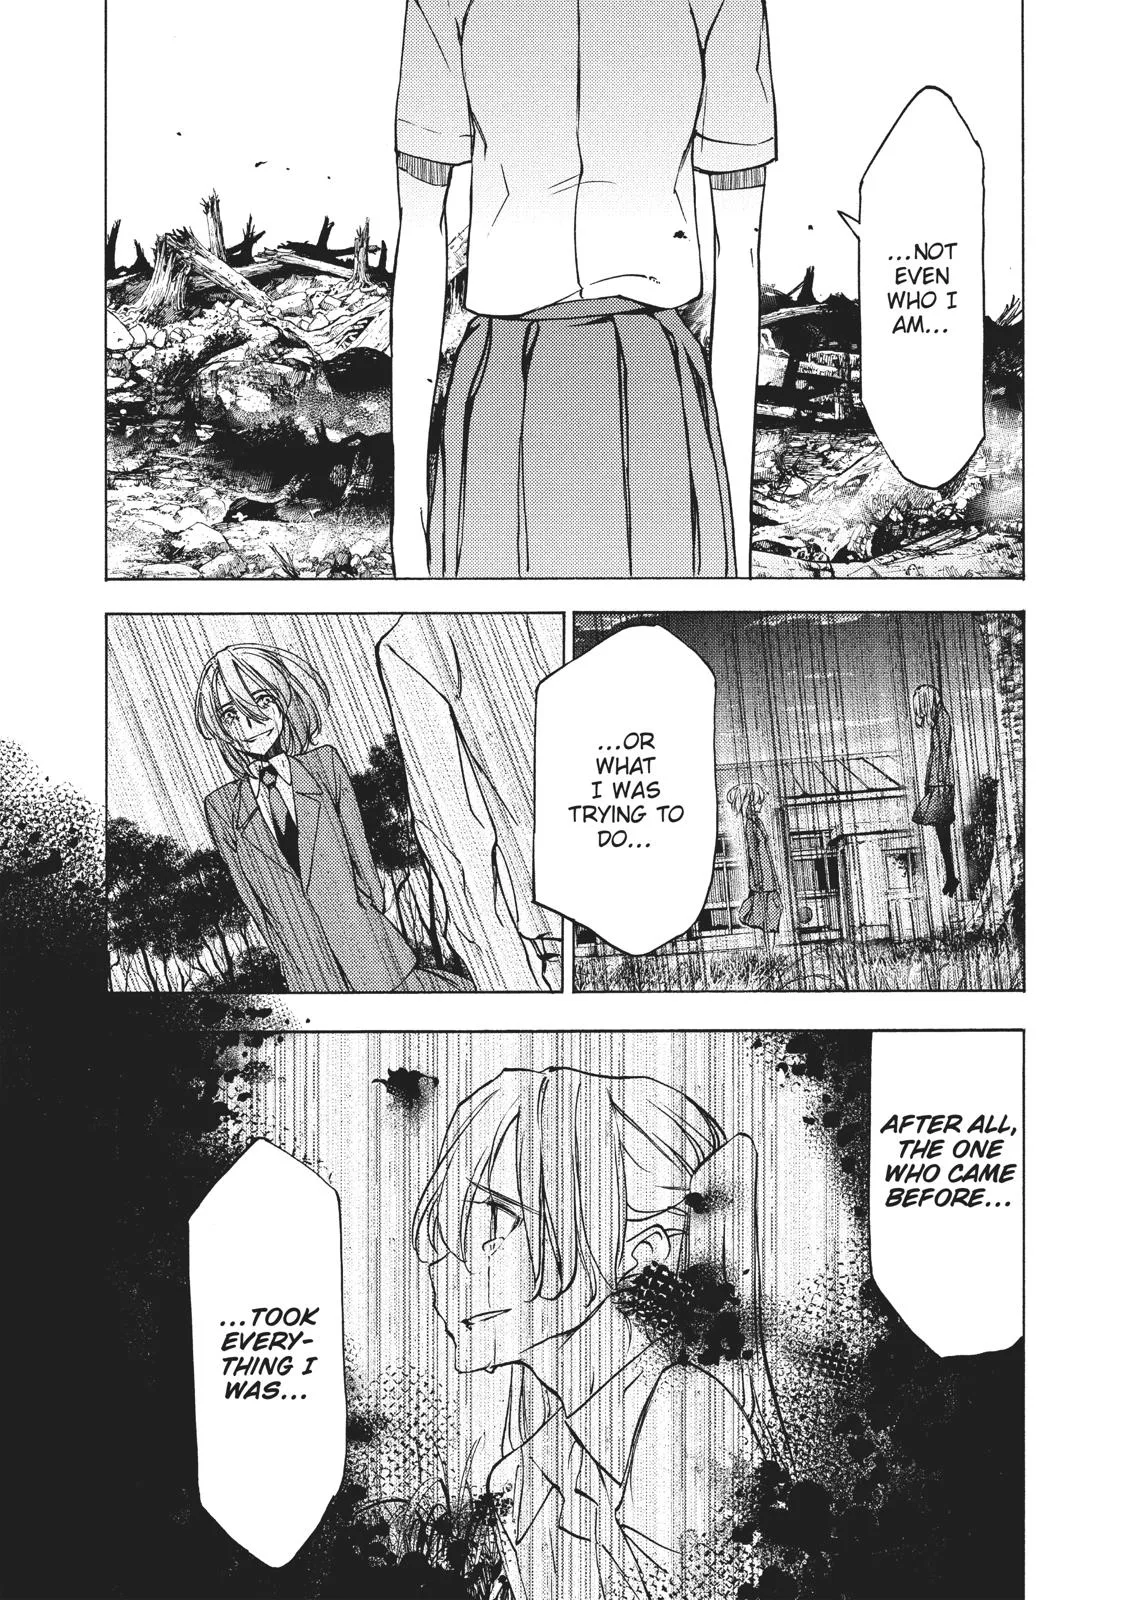 ...NOT
EVEN
WHO I
AM...
...OR
WHAT
I WAS
TRYING TO
DO...
AFTER ALL,
THE ONE
WHO CAME
BEFORE...
...TOOK
EVERY-
THING I
WAS...